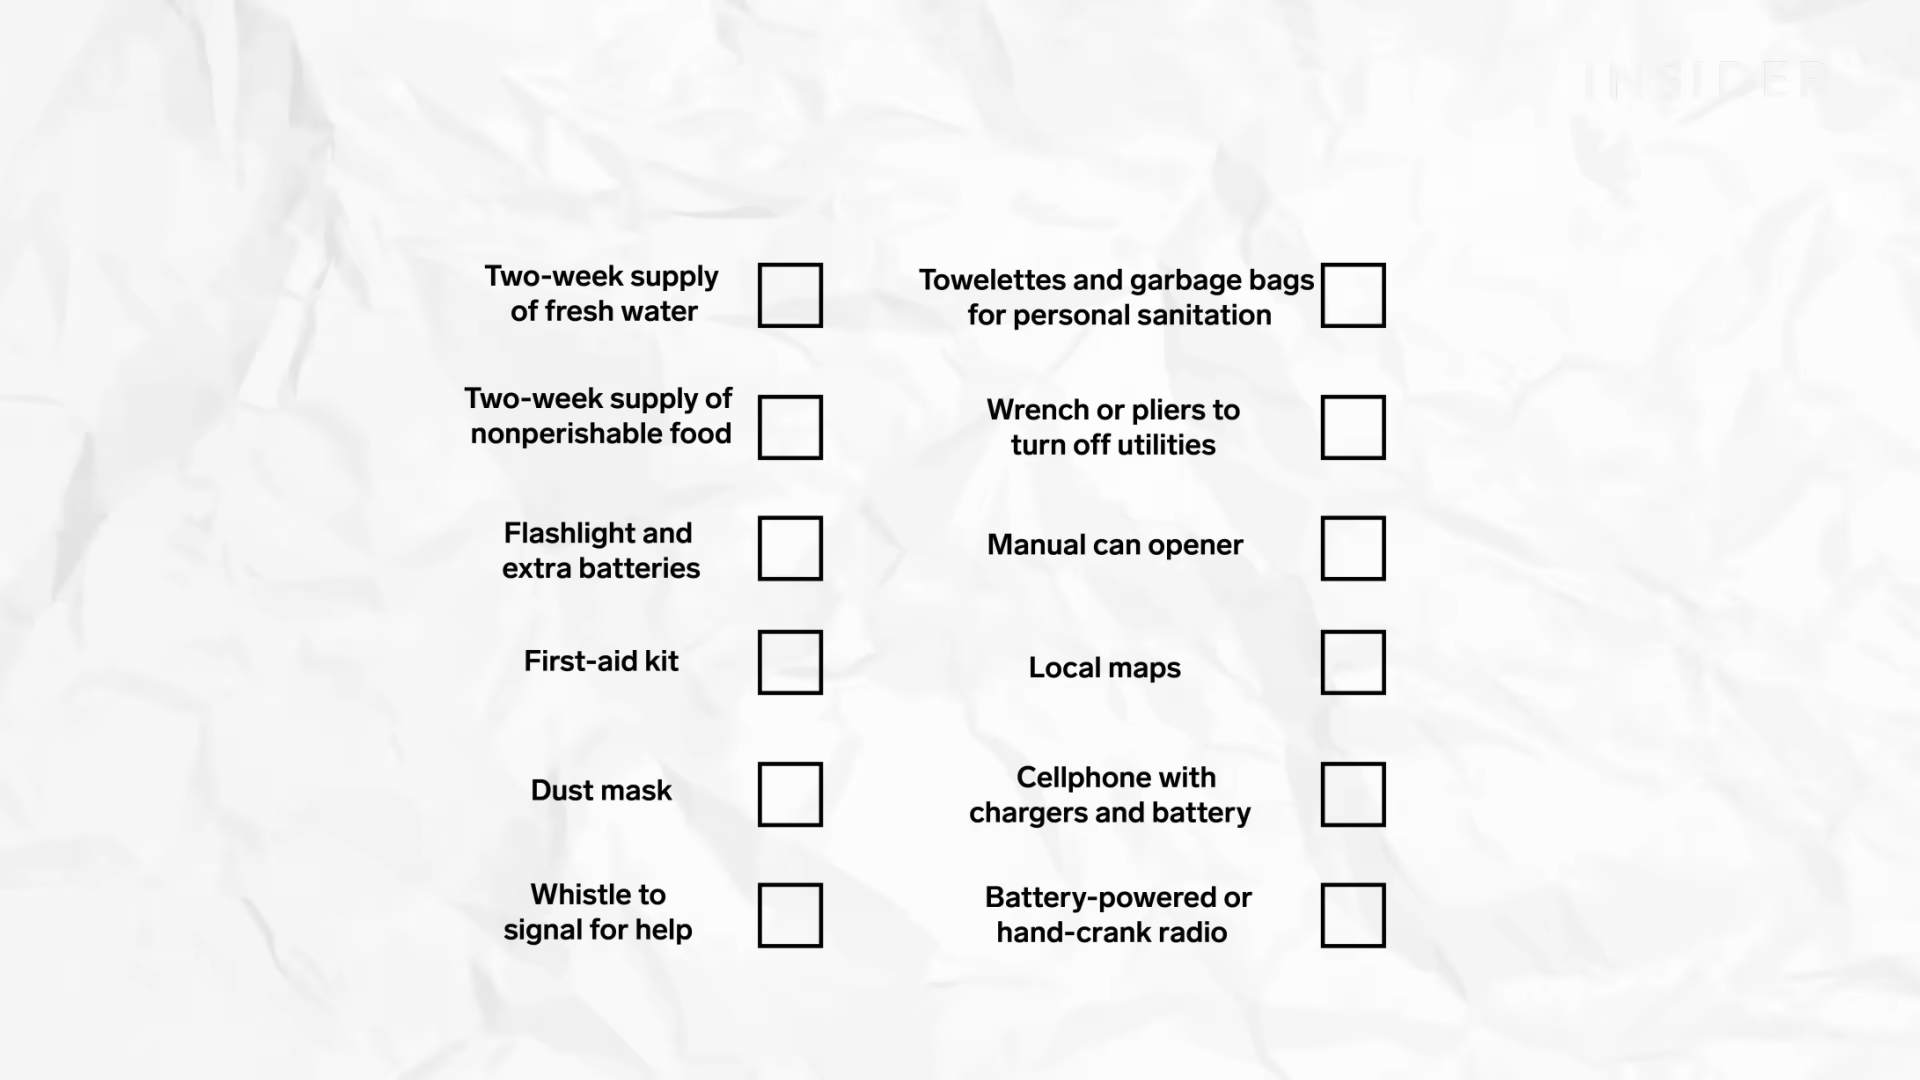 INSIDER
Two-week supply
of fresh water
Two-week supply of
nonperishable food
Flashlight and
extra batteries
First-aid kit
Dust mask
Whistle to
signal for help
Towelettes and garbage bags
for personal sanitation
Wrench or pliers to
turn off utilities
Manual can opener
Local maps
Cellphone with
chargers and battery
Battery-powered or
hand-crank radio